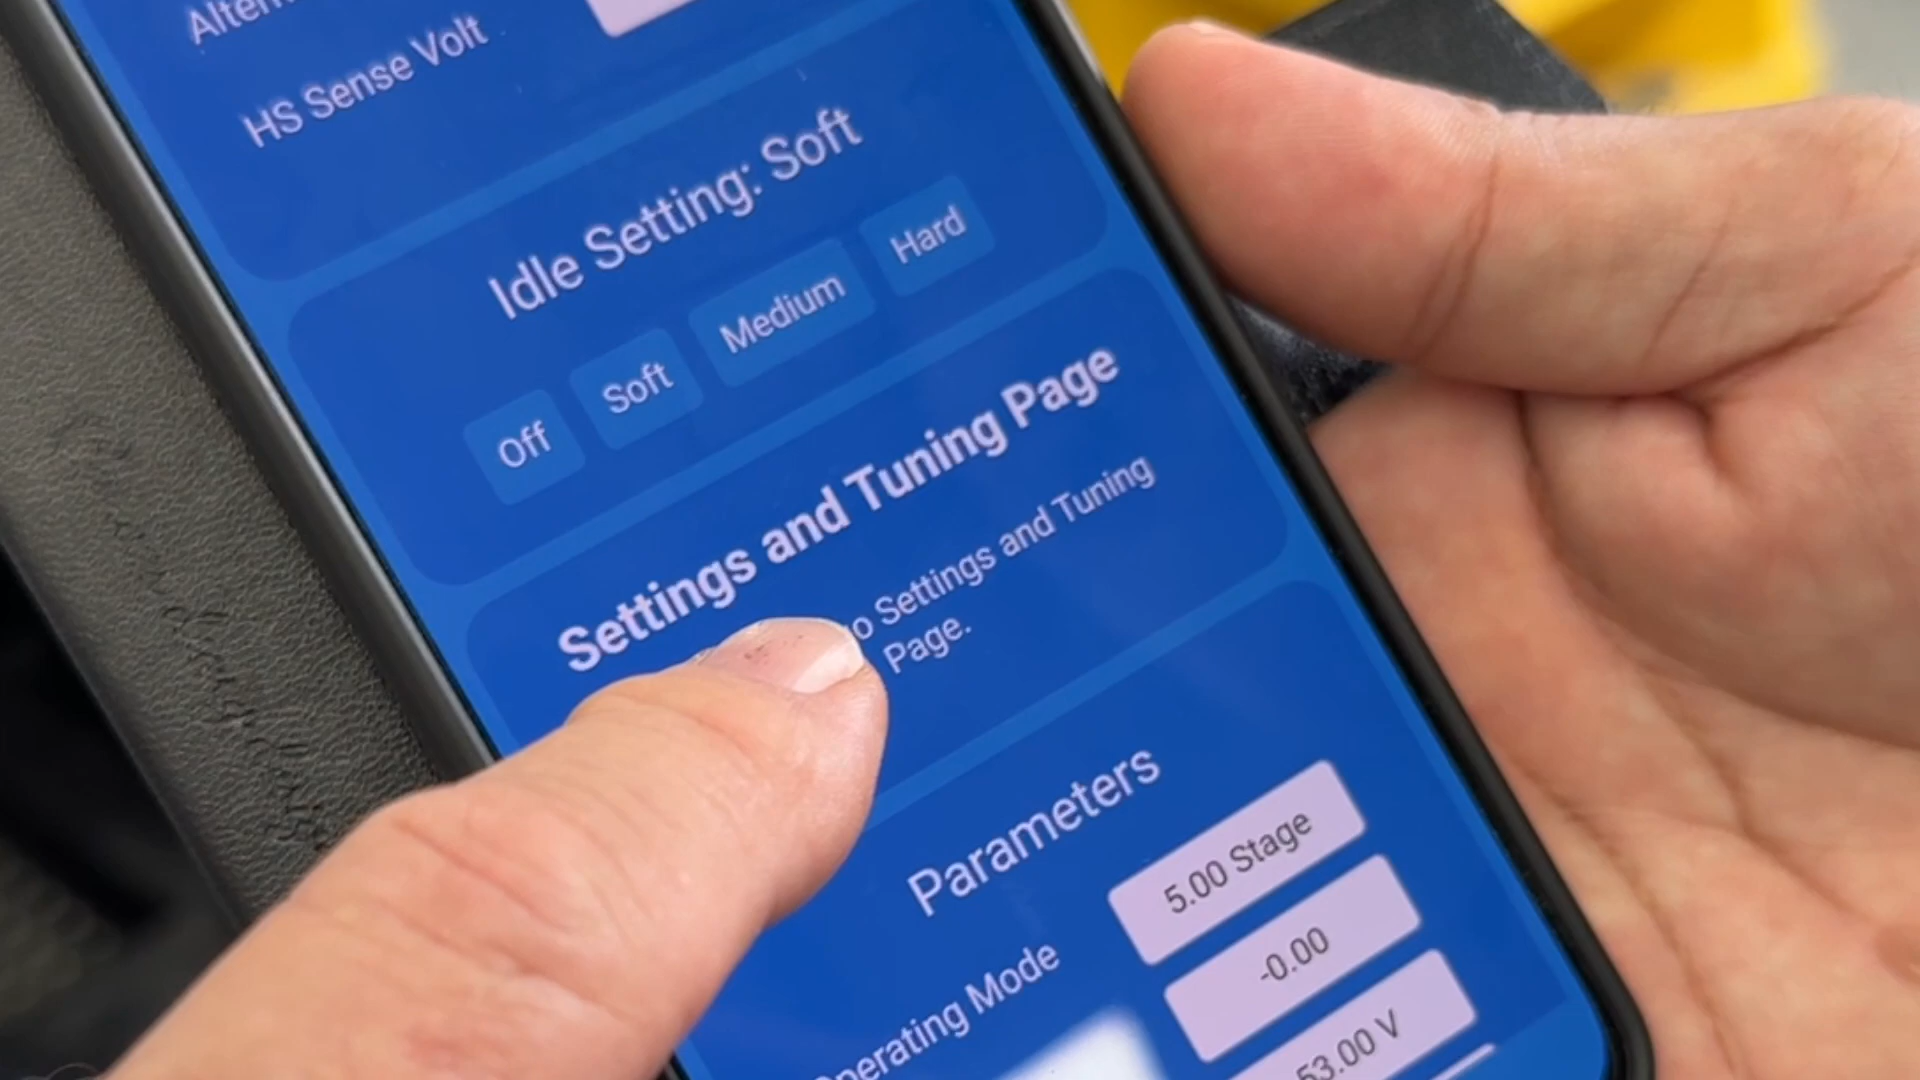 HS Sense Volt
Idle Setting: Soft
Off Soft Medium Hard
Settings and Tuning Page
Settings and Tuning
Page.
Parameters
5.00 Stage
Operating Mode
-0.00
53.00 V